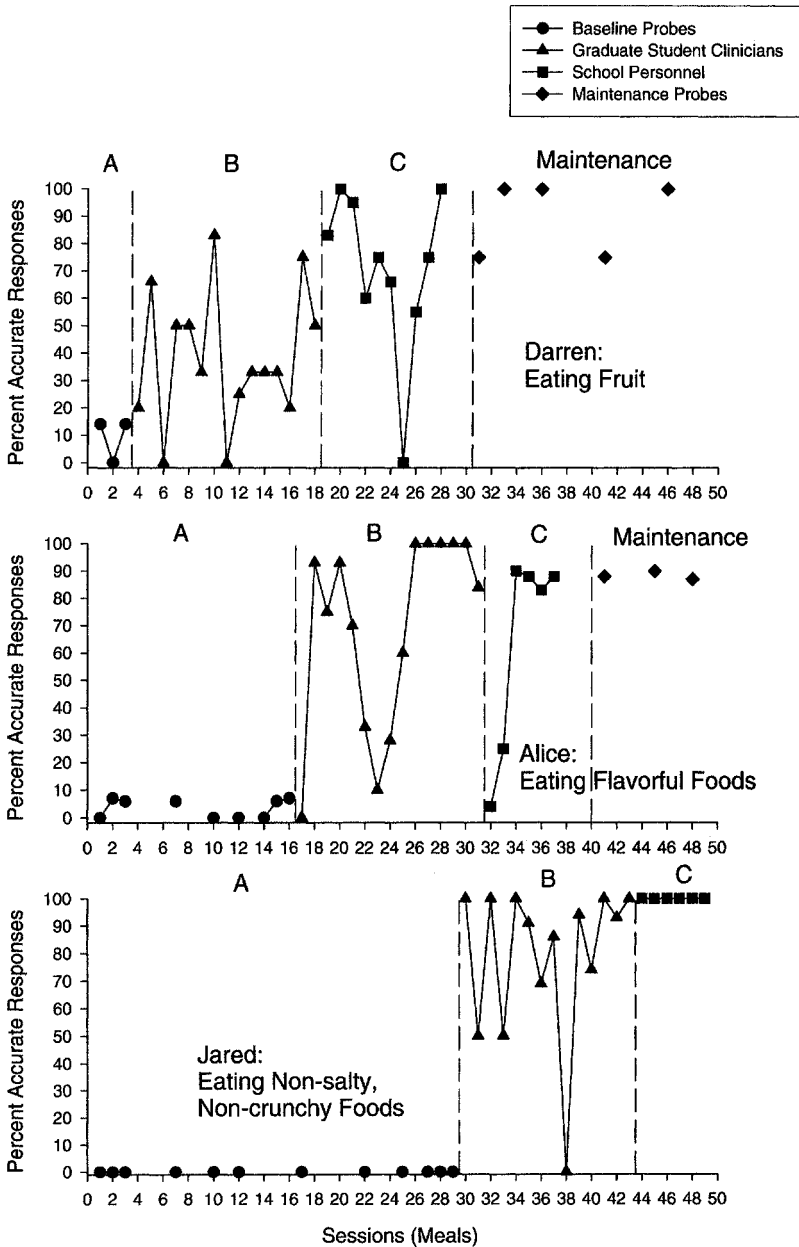 Baseline Probes
Graduate Student Clinicians
School Personnel
Maintenance Probes
A B C Maintenance
Percent Accurate Responses
100
90
80
70
60
50
40
30
20
10
0
Darren:
Eating Fruit
0 2 4 6 8 10 12 14 16 18 20 22 24 26 28 30 32 34 36 38 40 42 44 46 48 50
A B C Maintenance
Percent Accurate Responses
100
90
80
70
60
50
40
30
20
10
0
Alice:
Eating Flavorful Foods
0 2 4 6 8 10 12 14 16 18 20 22 24 26 28 30 32 34 36 38 40 42 44 46 48 50
A B C
Percent Accurate Responses
100
90
80
70
60
50
40
30
20
10
0
Jared:
Eating Non-salty,
Non-crunchy Foods
0 2 4 6 8 10 12 14 16 18 20 22 24 26 28 30 32 34 36 38 40 42 44 46 48 50
Sessions (Meals)